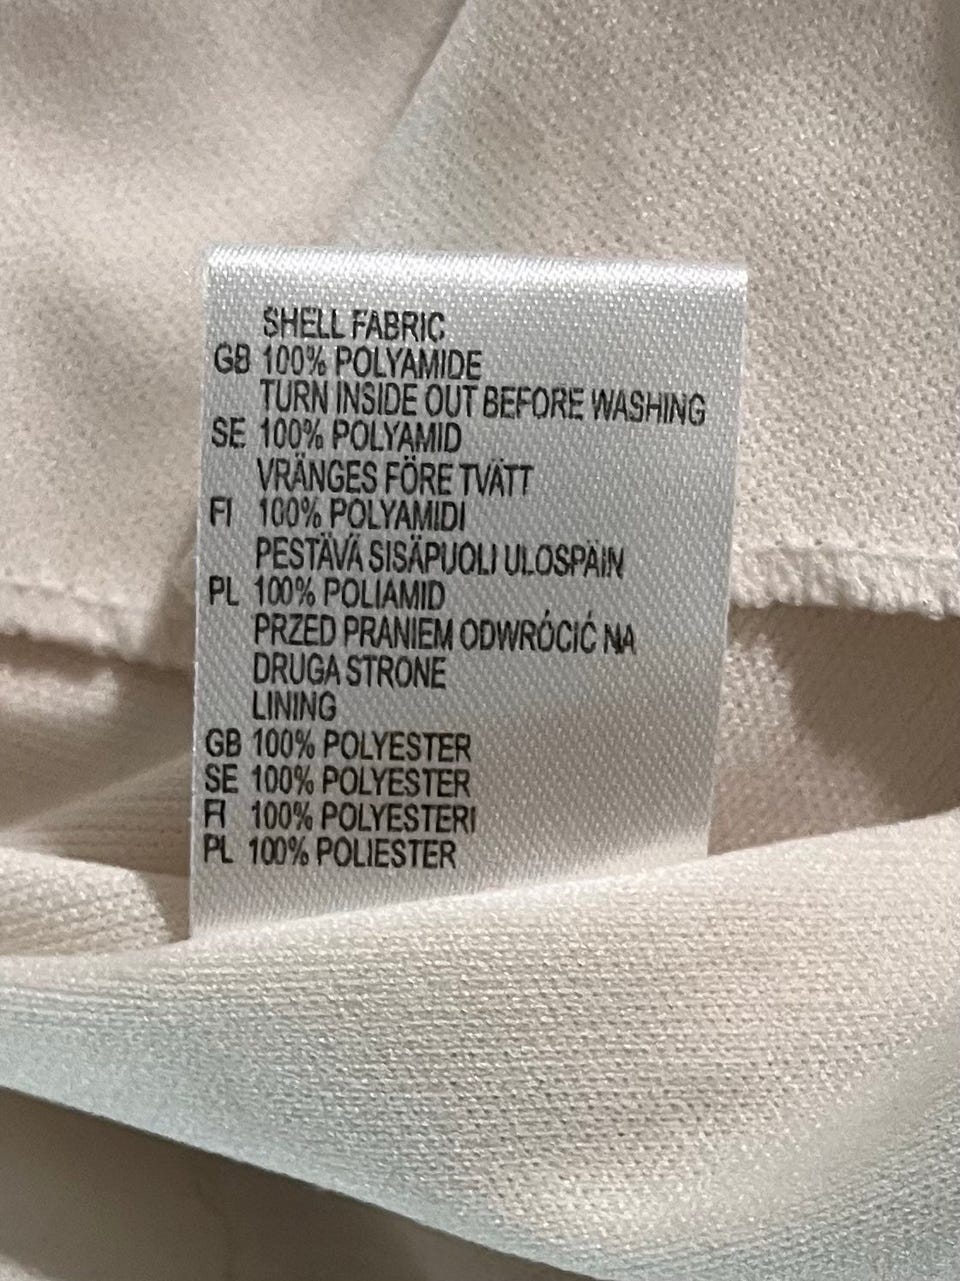 SHELL FABRIC
GB 100% POLYAMIDE
TURN INSIDE OUT BEFORE WASHING
SE 100% POLYAMID
VRÄNGES FÖRE TVÄTT
FI 100% POLYAMIDI
PESTÄVÄ SISÄPUOLI ULOSPÄIN
PL 100% POLIAMID
PRZED PRANIEM ODWRÓCIĆ NA
DRUGA STRONE
LINING
GB 100% POLYESTER
SE 100% POLYESTER
FI 100% POLYESTERI
PL 100% POLIESTER